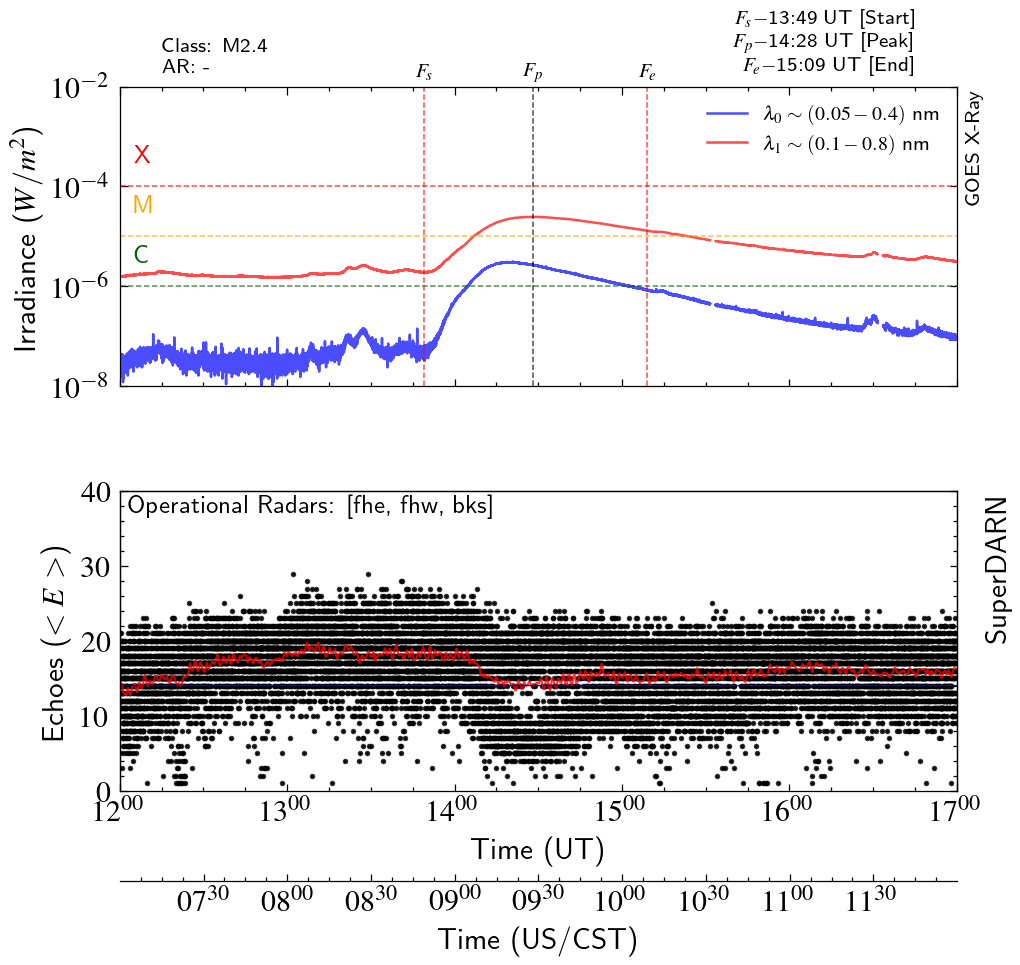 Class: M2.4
AR: -
F_s−13:49 UT [Start]
F_p−14:28 UT [Peak]
F_e−15:09 UT [End]
F_s
F_p
F_e
10^−2
10^−4
10^−6
10^−8
Irradiance (W/m^2)
X
M
C
λ_0 ∼ (0.05 − 0.4) nm
λ_1 ∼ (0.1 − 0.8) nm
GOES X-Ray
Operational Radars: [fhe, fhw, bks]
40
30
20
10
0
Echoes (< E >)
SuperDARN
12^00 13^00 14^00 15^00 16^00 17^00
Time (UT)
07^30 08^00 08^30 09^00 09^30 10^00 10^30 11^00 11^30
Time (US/CST)